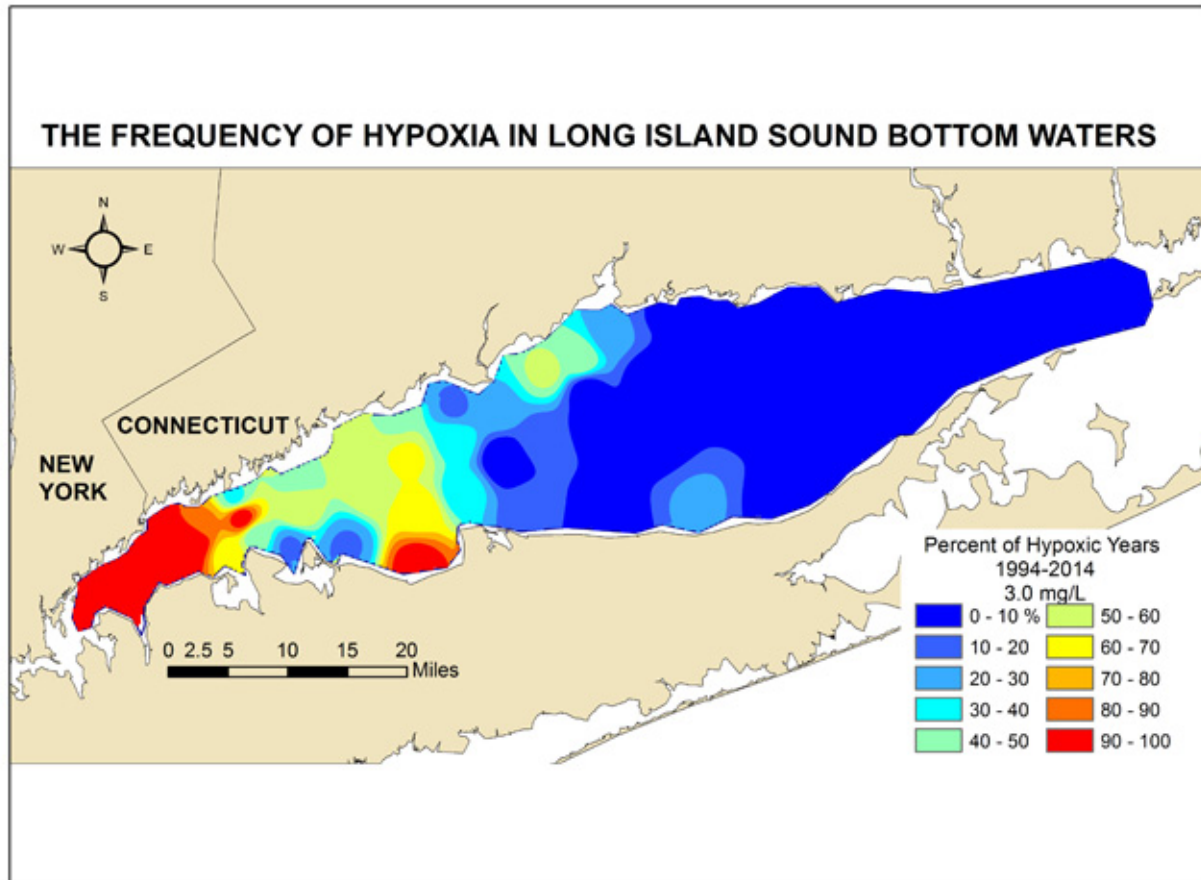 THE FREQUENCY OF HYPOXIA IN LONG ISLAND SOUND BOTTOM WATERS
N
W E
S
CONNECTICUT
NEW
YORK
0 2.5 5 10 15 20
Miles
Percent of Hypoxic Years
1994-2014
3.0 mg/L
0 - 10 % 50 - 60
10 - 20 60 - 70
20 - 30 70 - 80
30 - 40 80 - 90
40 - 50 90 - 100